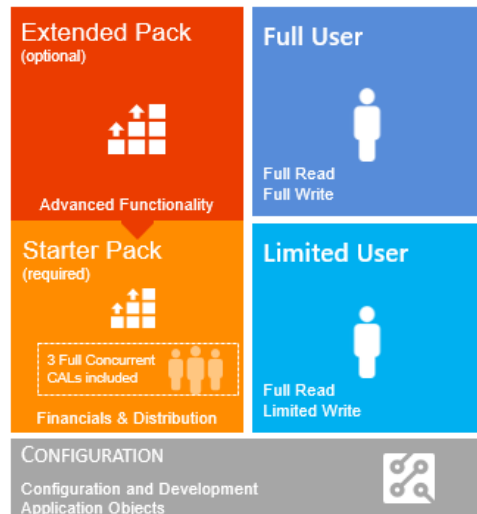 Extended Pack
(optional)
Advanced Functionality
Starter Pack
(required)
3 Full Concurrent
CALs included
Financials & Distribution
Full User
Full Read
Full Write
Limited User
Full Read
Limited Write
CONFIGURATION
Configuration and Development
Application Objects